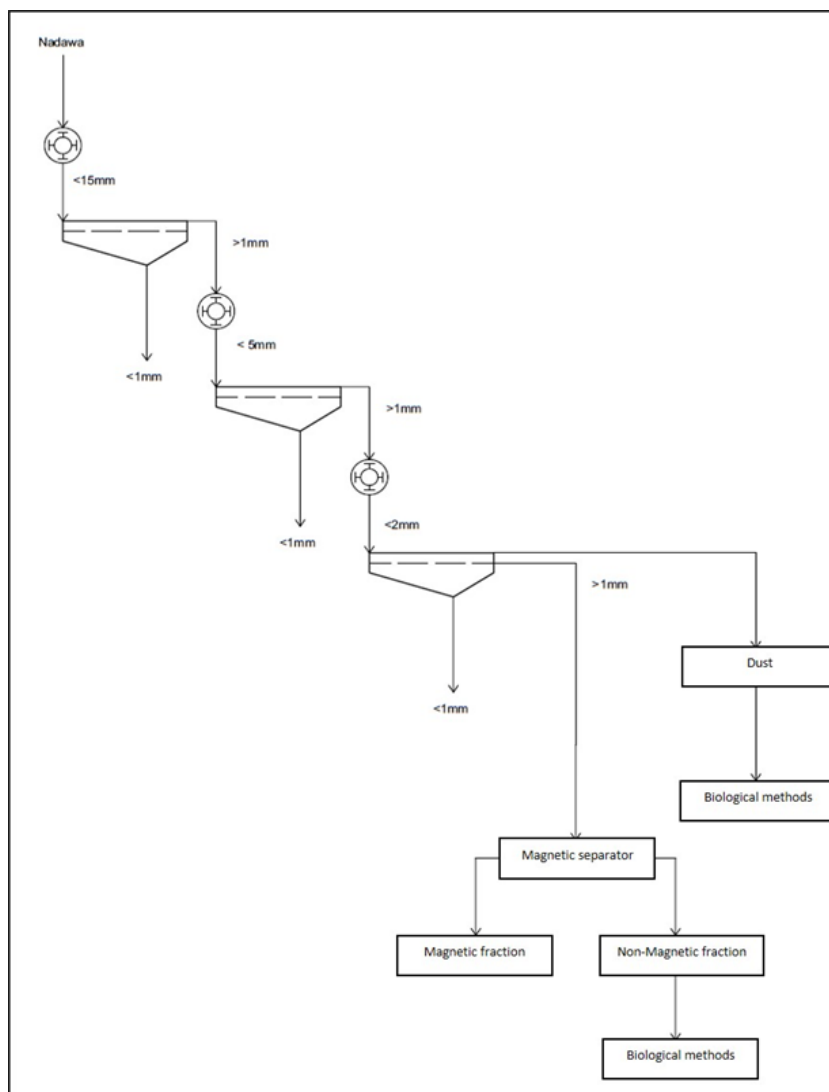 Nadawa
<15mm
>1mm
< 5mm
<1mm
>1mm
<2mm
<1mm
>1mm
Dust
<1mm
Biological methods
Magnetic separator
Magnetic fraction
Non-Magnetic fraction
Biological methods